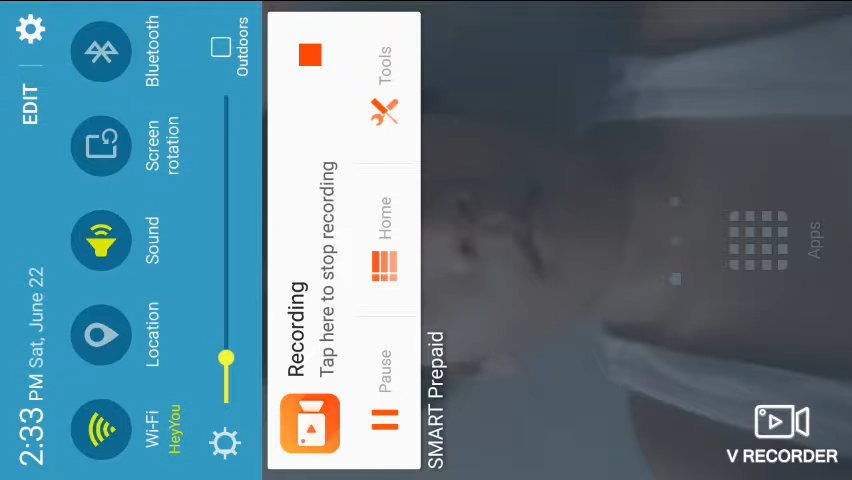 2:33 PM Sat, June 22
EDIT
Wi-Fi
HeyYou
Location
Sound
Screen
rotation
Bluetooth
Outdoors
Recording
Tap here to stop recording
Pause
Home
Tools
SMART Prepaid
Apps
V RECORDER